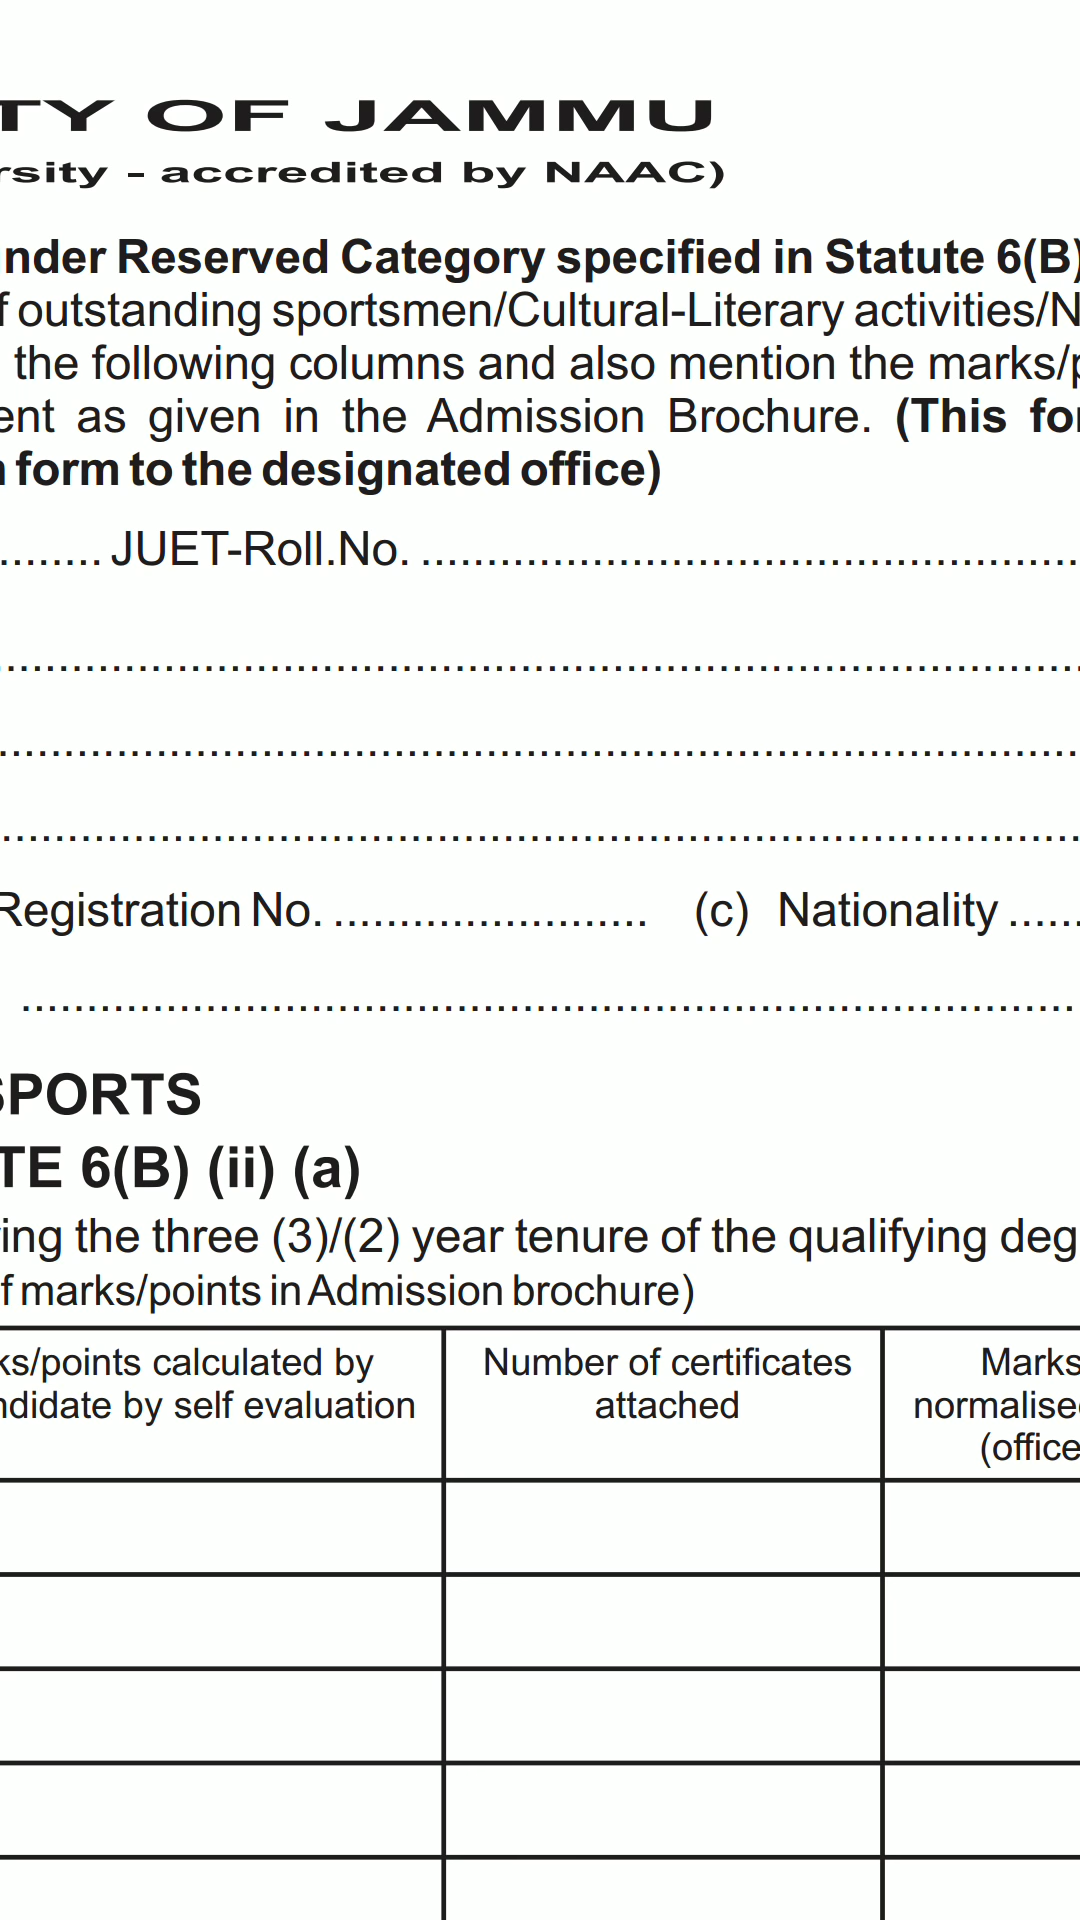 TY OF JAMMU
rsity - accredited by NAAC)
nder Reserved Category specified in Statute 6(B)
f outstanding sportsmen/Cultural-Literary activities/N
the following columns and also mention the marks/p
ent as given in the Admission Brochure. (This for
form to the designated office)
........ JUET-Roll.No. ..................................................
..................................................................................
..................................................................................
..................................................................................
Registration No. ........................ (c) Nationality ......
................................................................................
SPORTS
TE 6(B) (ii) (a)
ing the three (3)/(2) year tenure of the qualifying deg
f marks/points in Admission brochure)
ks/points calculated by
ndidate by self evaluation
Number of certificates
attached
Marks
normalised
(office